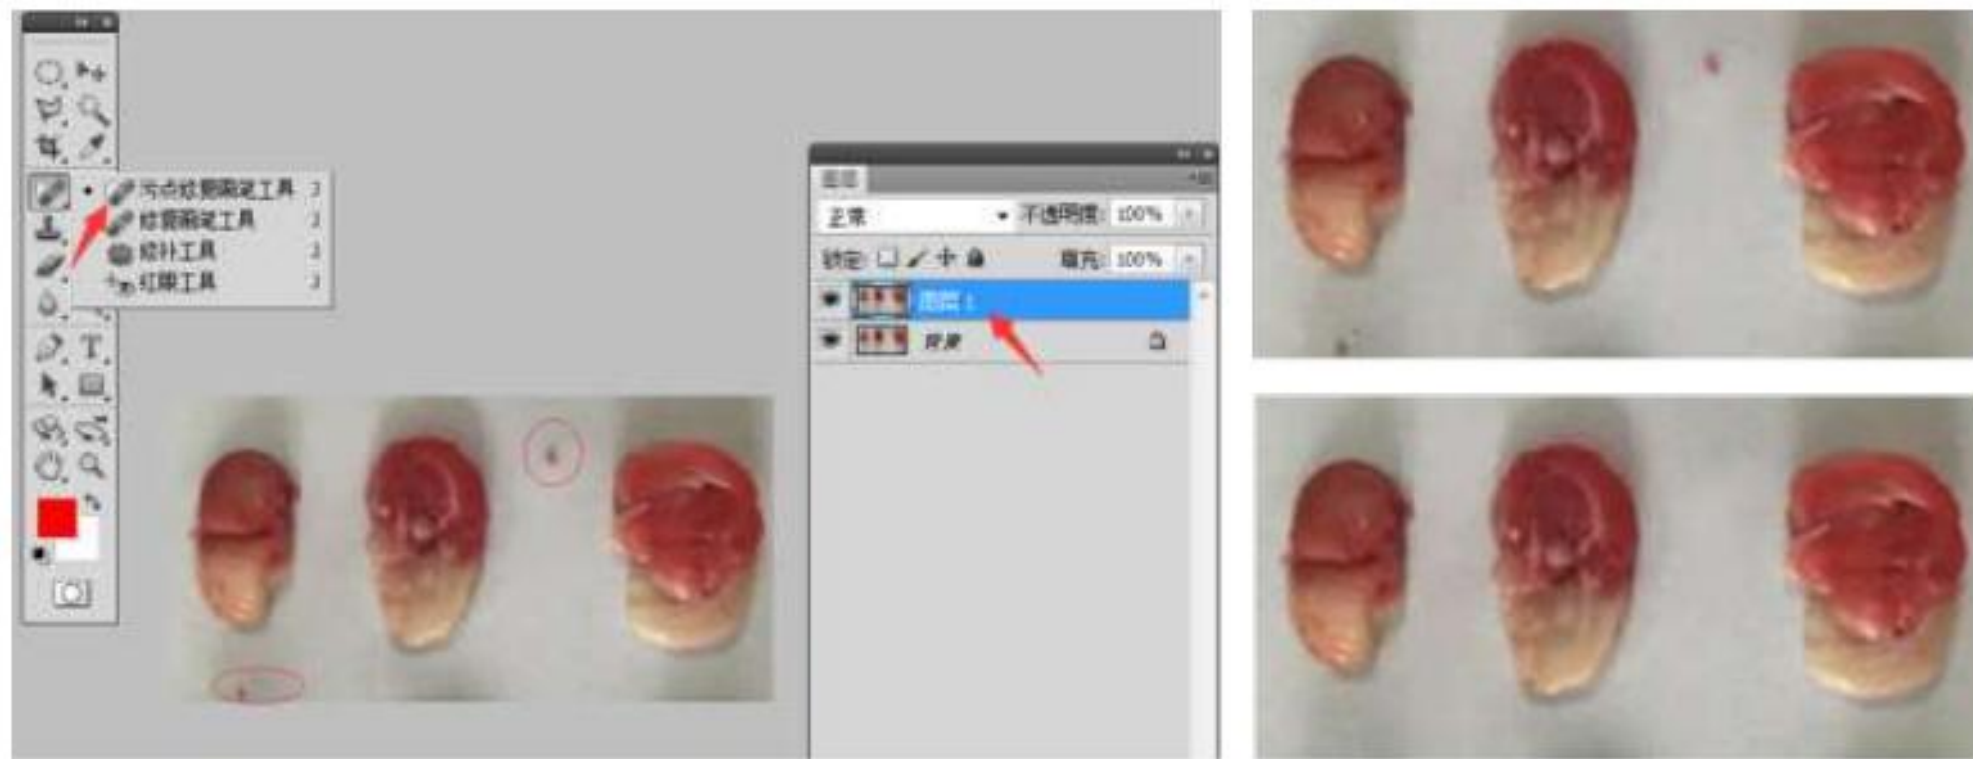 污点修复画笔工具 J
修复画笔工具 J
修补工具 J
红眼工具 J
T
图层
正常
不透明度: 100%
锁定:
填充: 100%
图层 1
背景